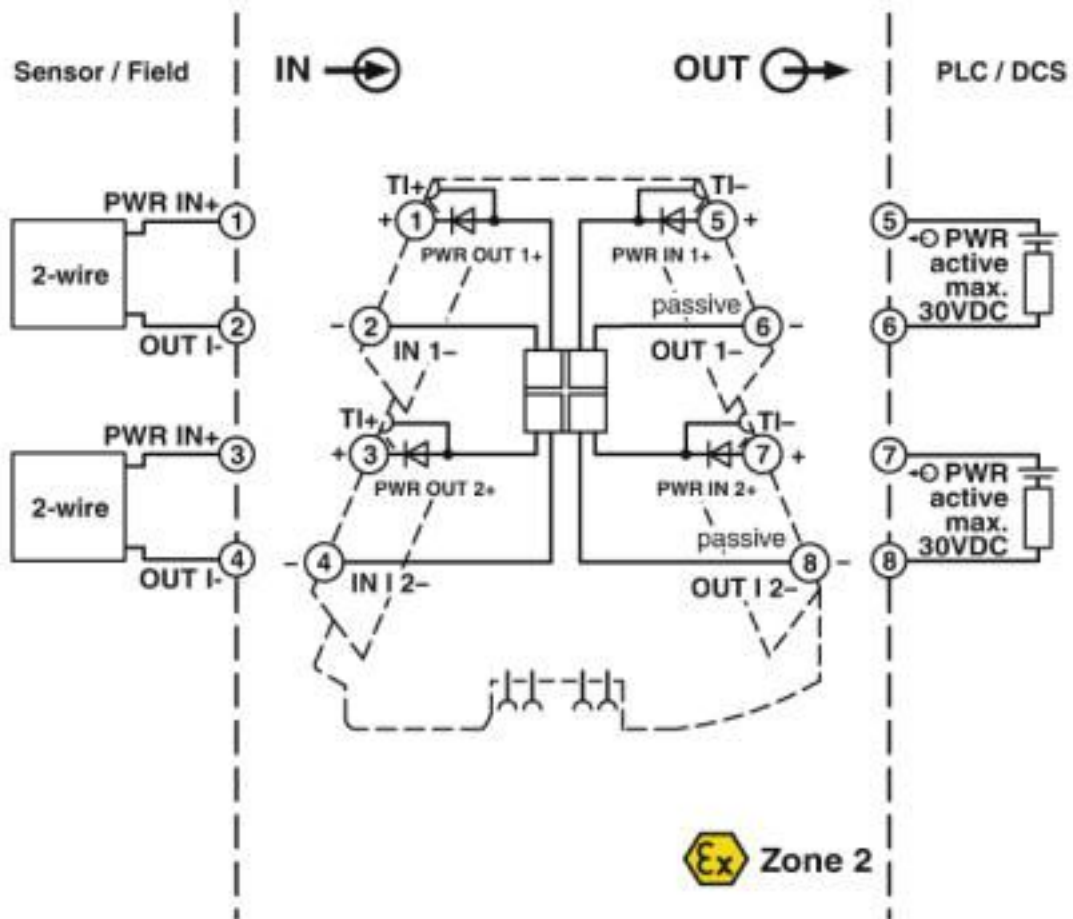 Sensor / Field
IN
OUT
PLC / DCS
PWR IN+
1
2-wire
2
OUT I-
PWR IN+
3
2-wire
4
OUT I-
TI+
+
1
PWR OUT 1+
–
2
IN 1–
TI+
+
3
PWR OUT 2+
–
4
IN I 2–
TI–
5
+
PWR IN 1+
passive
6
–
OUT 1–
TI–
7
+
PWR IN 2+
passive
8
–
OUT I 2–
5
PWR
active
max.
30VDC
6
7
PWR
active
max.
30VDC
8
Ex Zone 2